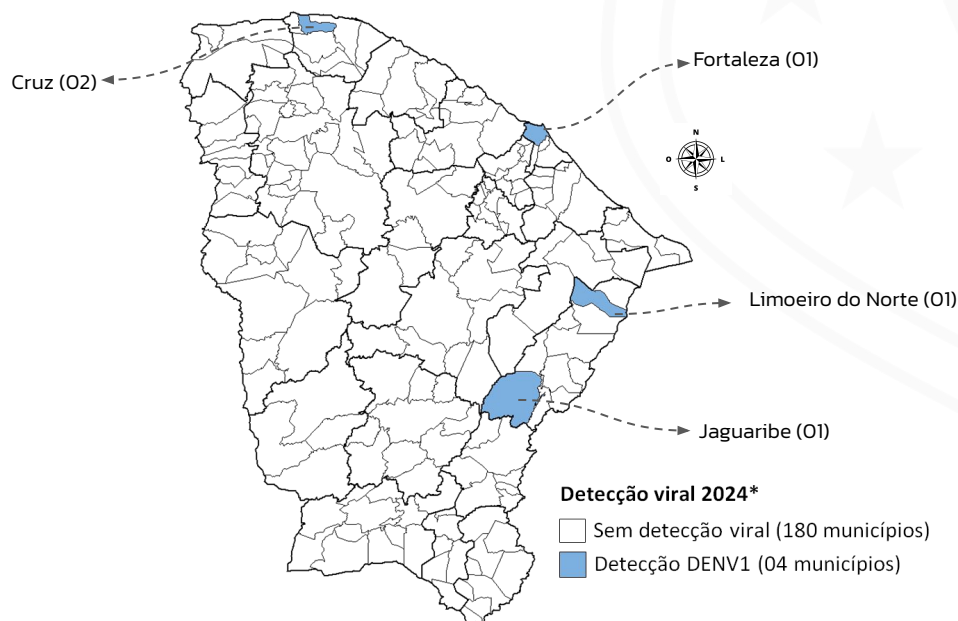 Cruz (02)
Fortaleza (01)
N
O
L
S
Limoeiro do Norte (01)
Jaguaribe (01)
Detecção viral 2024*
Sem detecção viral (180 municípios)
Detecção DENV1 (04 municípios)